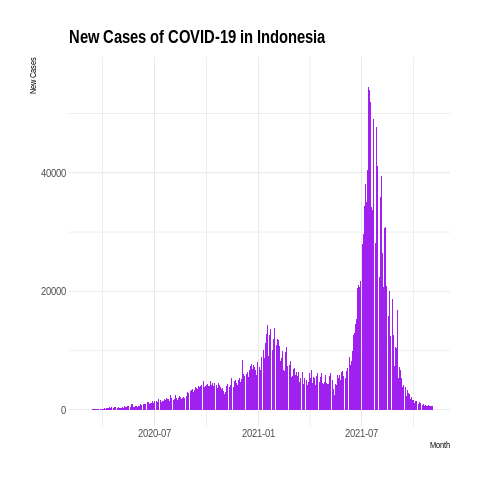 New Cases of COVID-19 in Indonesia
New Cases
40000
20000
0
2020-07
2021-01
2021-07
Month